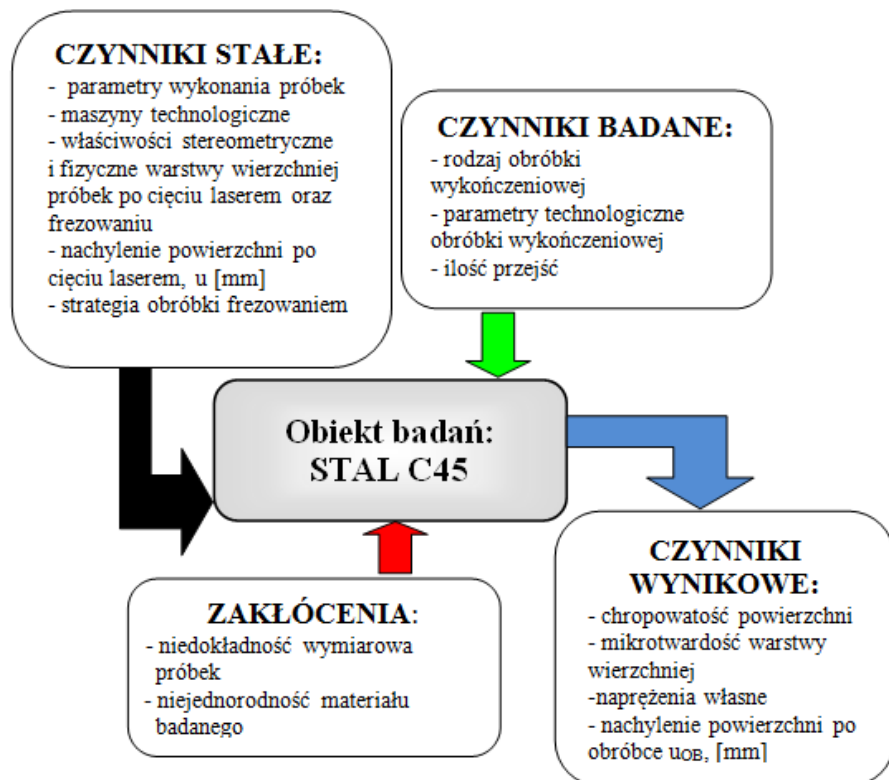 CZYNNIKI STAŁE:
- parametry wykonania próbek
- maszyny technologiczne
- właściwości stereometryczne
i fizyczne warstwy wierzchniej
próbek po cięciu laserem oraz
frezowaniu
- nachylenie powierzchni po
cięciu laserem, u [mm]
- strategia obróbki frezowaniem
CZYNNIKI BADANE:
- rodzaj obróbki
wykończeniowej
- parametry technologiczne
obróbki wykończeniowej
- ilość przejść
Obiekt badań:
STAL C45
ZAKŁÓCENIA:
- niedokładność wymiarowa
próbek
- niejednorodność materiału
badanego
CZYNNIKI
WYNIKOWE:
- chropowatość powierzchni
- mikrotwardość warstwy
wierzchniej
-naprężenia własne
- nachylenie powierzchni po
obróbce uOB, [mm]